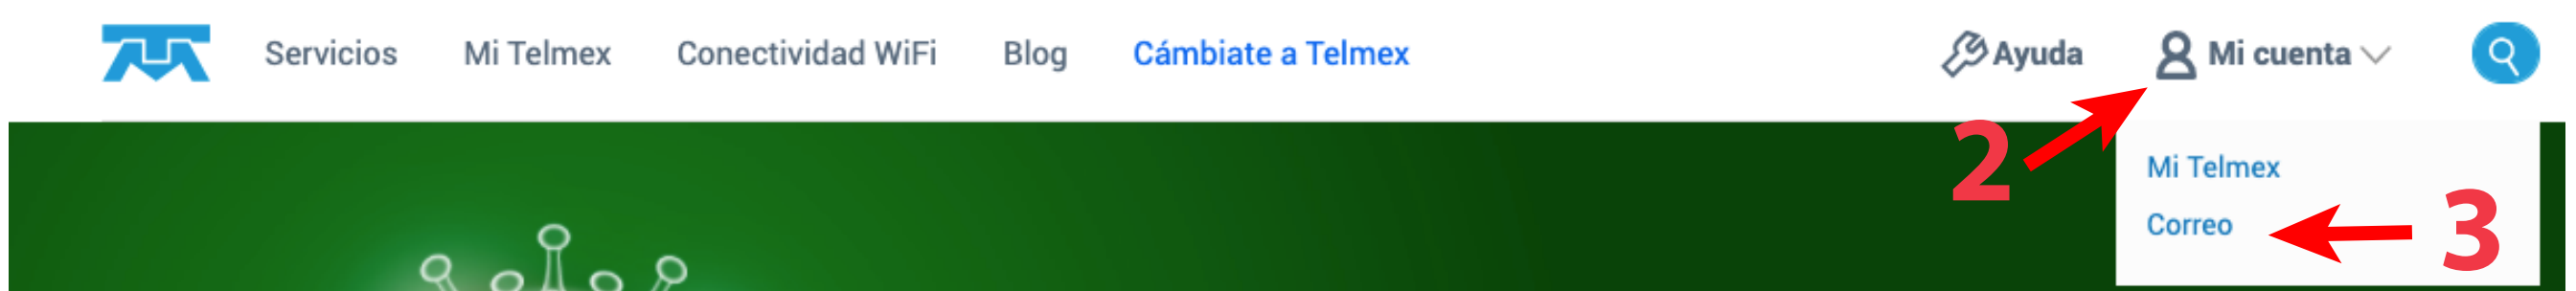 Servicios Mi Telmex Conectividad WiFi Blog Cámbiate a Telmex Ayuda Mi cuenta
2
Mi Telmex
Correo 3